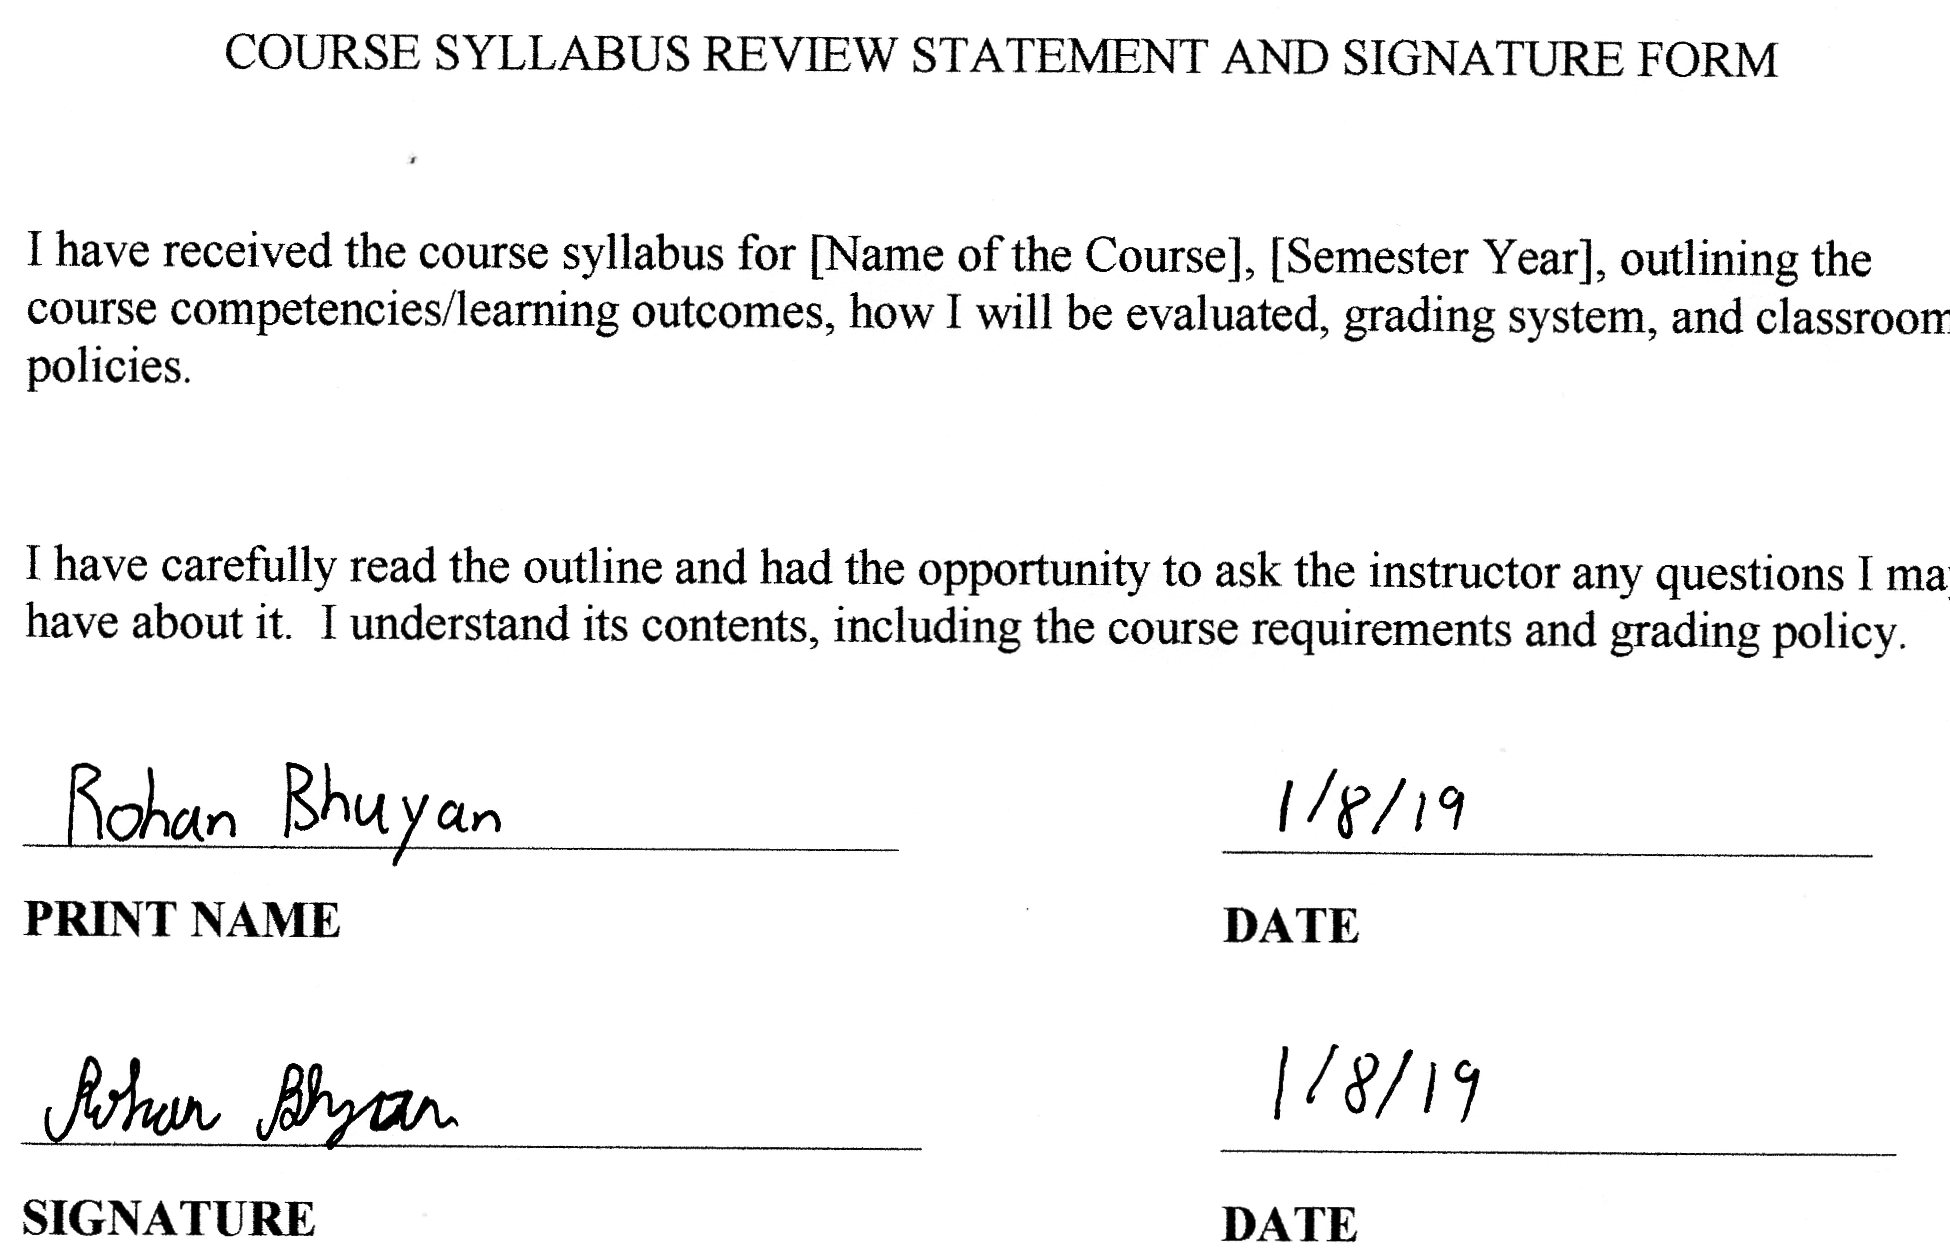 COURSE SYLLABUS REVIEW STATEMENT AND SIGNATURE FORM
I have received the course syllabus for [Name of the Course], [Semester Year], outlining the
course competencies/learning outcomes, how I will be evaluated, grading system, and classroom
policies.
I have carefully read the outline and had the opportunity to ask the instructor any questions I may
have about it. I understand its contents, including the course requirements and grading policy.
Rohan Bhuyan 1/8/19
PRINT NAME DATE
Rohan Bhyan 1/8/19
SIGNATURE DATE